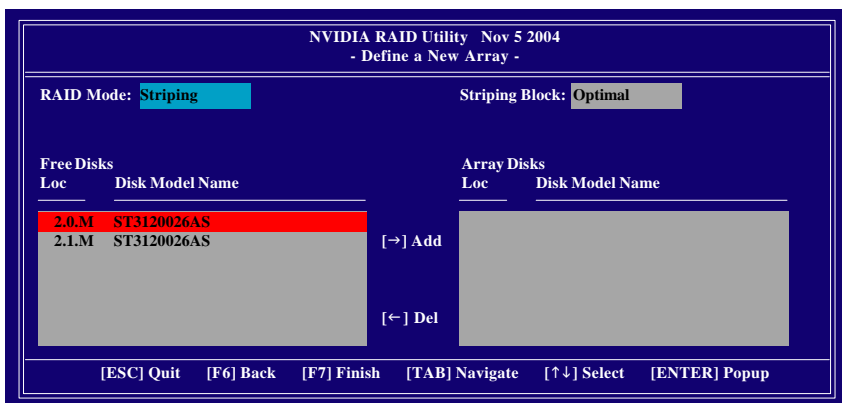 NVIDIA RAID Utility Nov 5 2004
- Define a New Array -
RAID Mode: Striping
Striping Block: Optimal
Free Disks
Array Disks
Loc Disk Model Name
Loc Disk Model Name
2.0.M ST3120026AS
2.1.M ST3120026AS
[→] Add
[←] Del
[ESC] Quit [F6] Back [F7] Finish [TAB] Navigate [↑↓] Select [ENTER] Popup